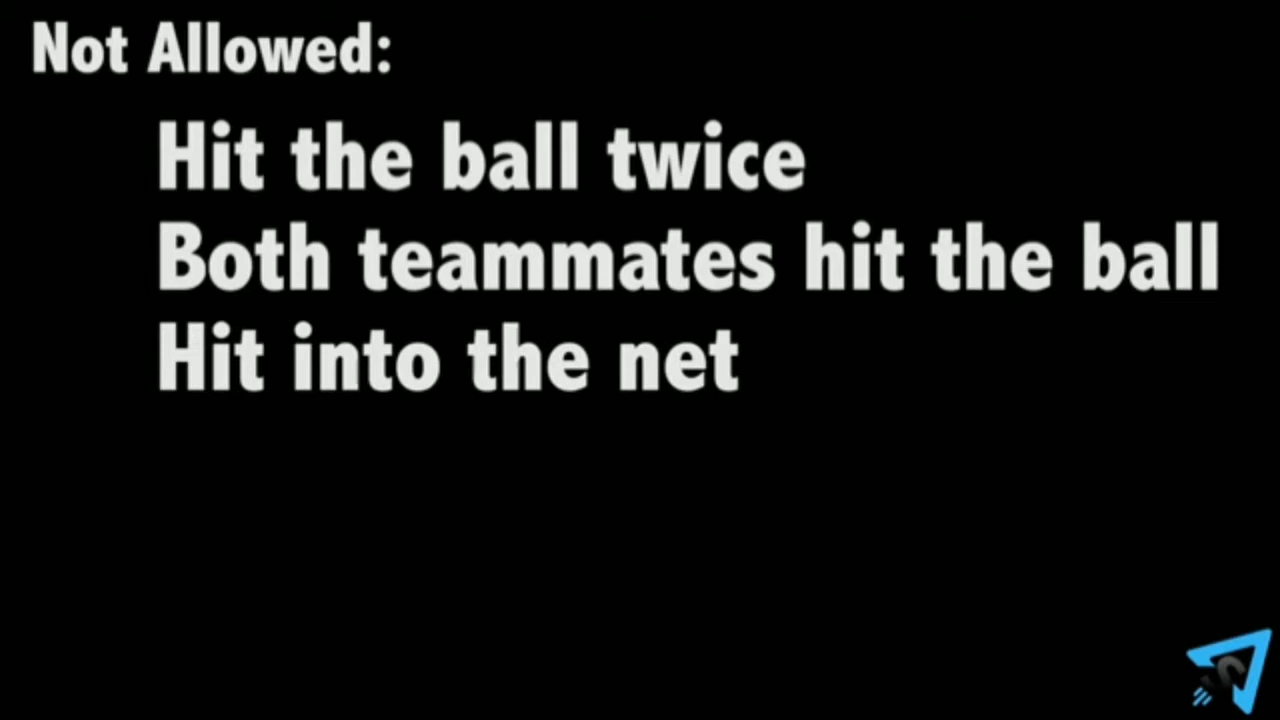 Not Allowed:
Hit the ball twice
Both teammates hit the ball
Hit into the net